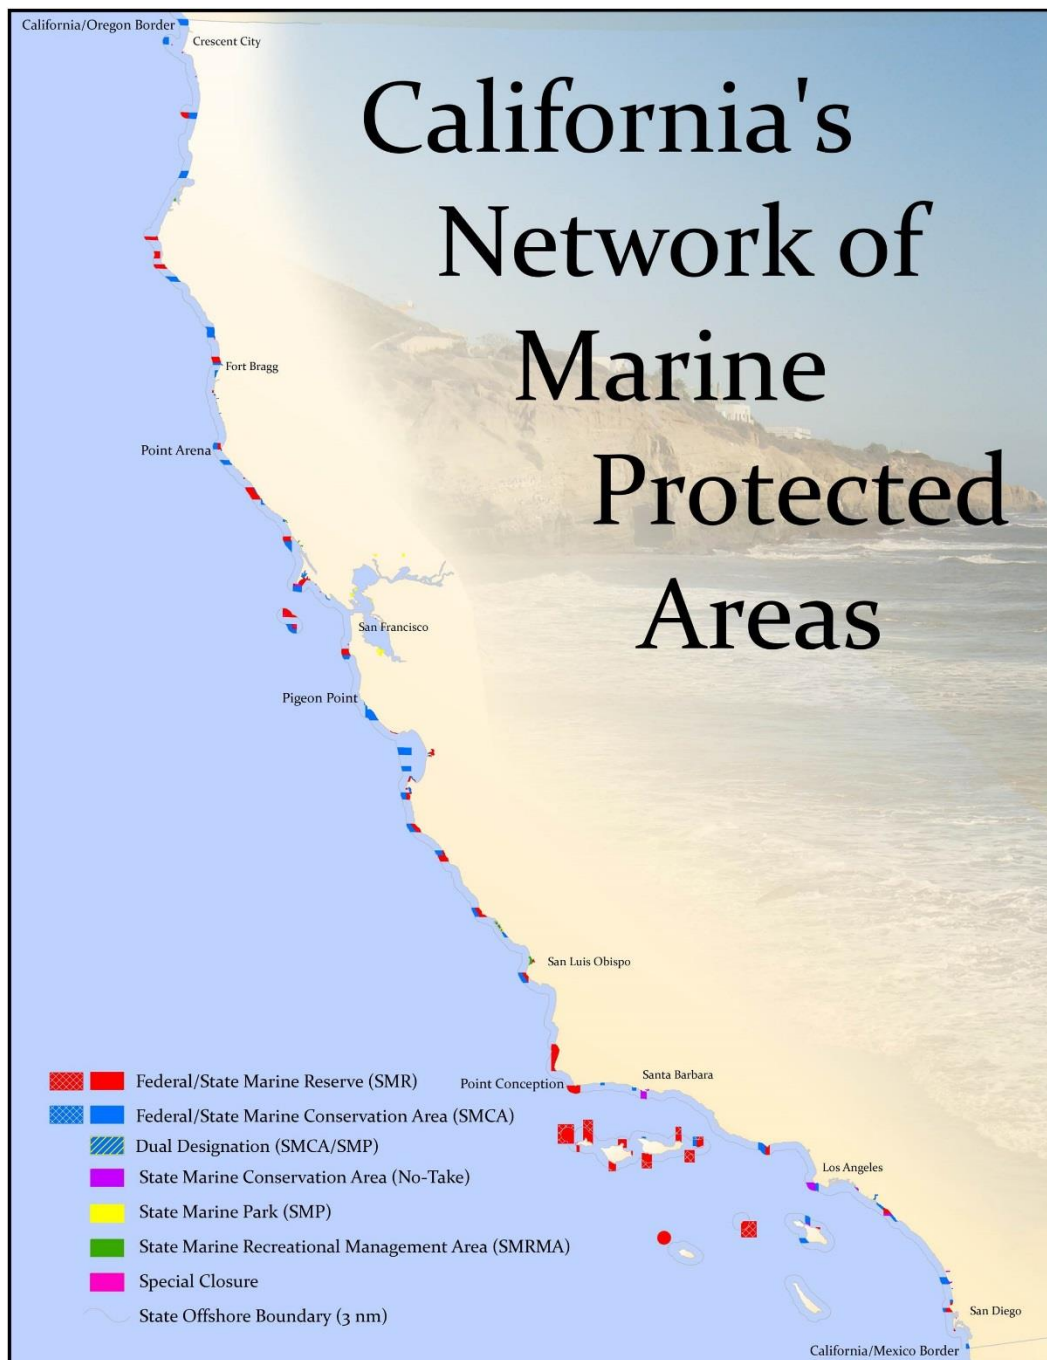 California/Oregon Border
Crescent City
California's
Network of
Marine
Protected
Areas
Fort Bragg
Point Arena
San Francisco
Pigeon Point
San Luis Obispo
Point Conception
Santa Barbara
Los Angeles
San Diego
California/Mexico Border
Federal/State Marine Reserve (SMR)
Federal/State Marine Conservation Area (SMCA)
Dual Designation (SMCA/SMP)
State Marine Conservation Area (No-Take)
State Marine Park (SMP)
State Marine Recreational Management Area (SMRMA)
Special Closure
State Offshore Boundary (3 nm)